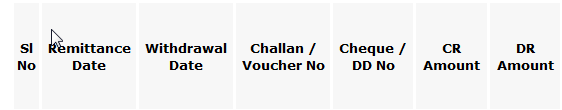 Sl No
Remittance Date
Withdrawal Date
Challan / Voucher No
Cheque / DD No
CR Amount
DR Amount